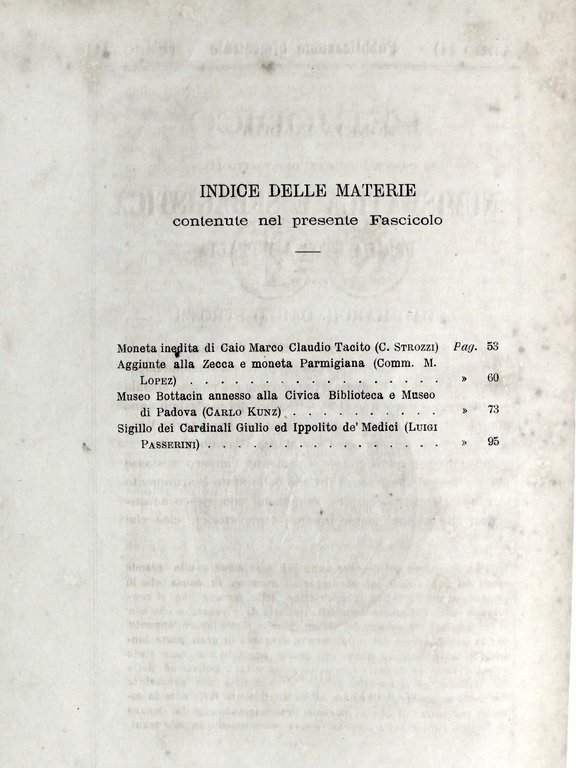 INDICE DELLE MATERIE
contenute nel presente Fascicolo
Moneta inedita di Caio Marco Claudio Tacito (C. STROZZI) Pag. 53
Aggiunte alla Zecca e moneta Parmigiana (Comm. M.
LOPEZ) . . . . . . . . . . . . . . . . » 60
Museo Bottacin annesso alla Civica Biblioteca e Museo
di Padova (CARLO KUNZ) . . . . . . . . . » 73
Sigillo dei Cardinali Giulio ed Ippolito de' Medici (LUIGI
PASSERINI) . . . . . . . . . . . . . . . » 95